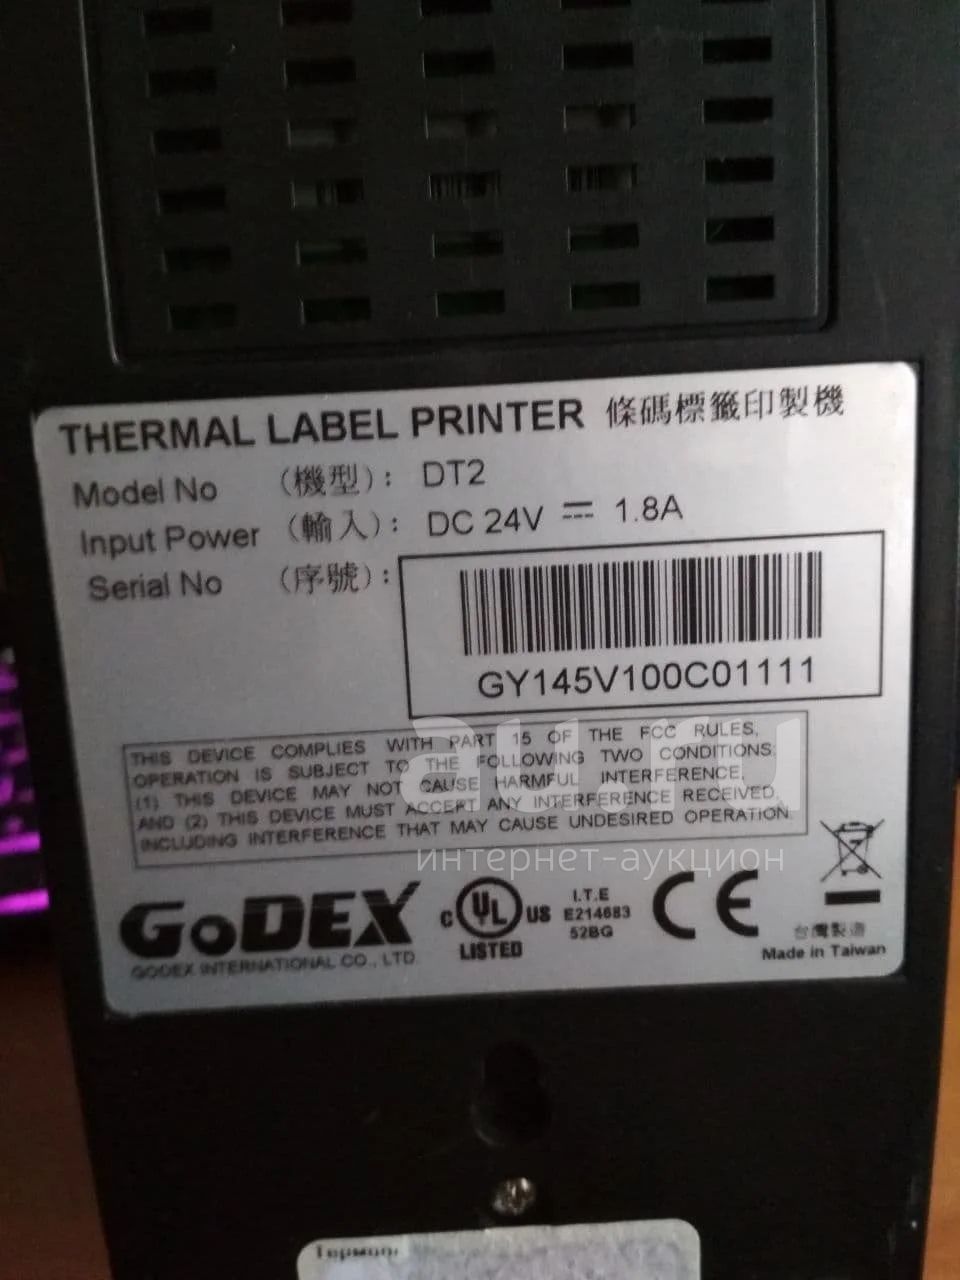 THERMAL LABEL PRINTER 條碼標籤印製機
Model No (機型): DT2
Input Power (輸入): DC 24V ⎓ 1.8A
Serial No (序號):
GY145V100C01111
THIS DEVICE COMPLIES WITH PART 15 OF THE FCC RULES,
OPERATION IS SUBJECT TO THE FOLLOWING TWO CONDITIONS:
(1) THIS DEVICE MAY NOT CAUSE HARMFUL INTERFERENCE,
AND (2) THIS DEVICE MUST ACCEPT ANY INTERFERENCE RECEIVED,
INCLUDING INTERFERENCE THAT MAY CAUSE UNDESIRED OPERATION.
au.ru
интернет-аукцион
GoDEX
GODEX INTERNATIONAL CO., LTD.
C UL US
LISTED
I.T.E
E214683
52BG
CE
台灣製造
Made in Taiwan